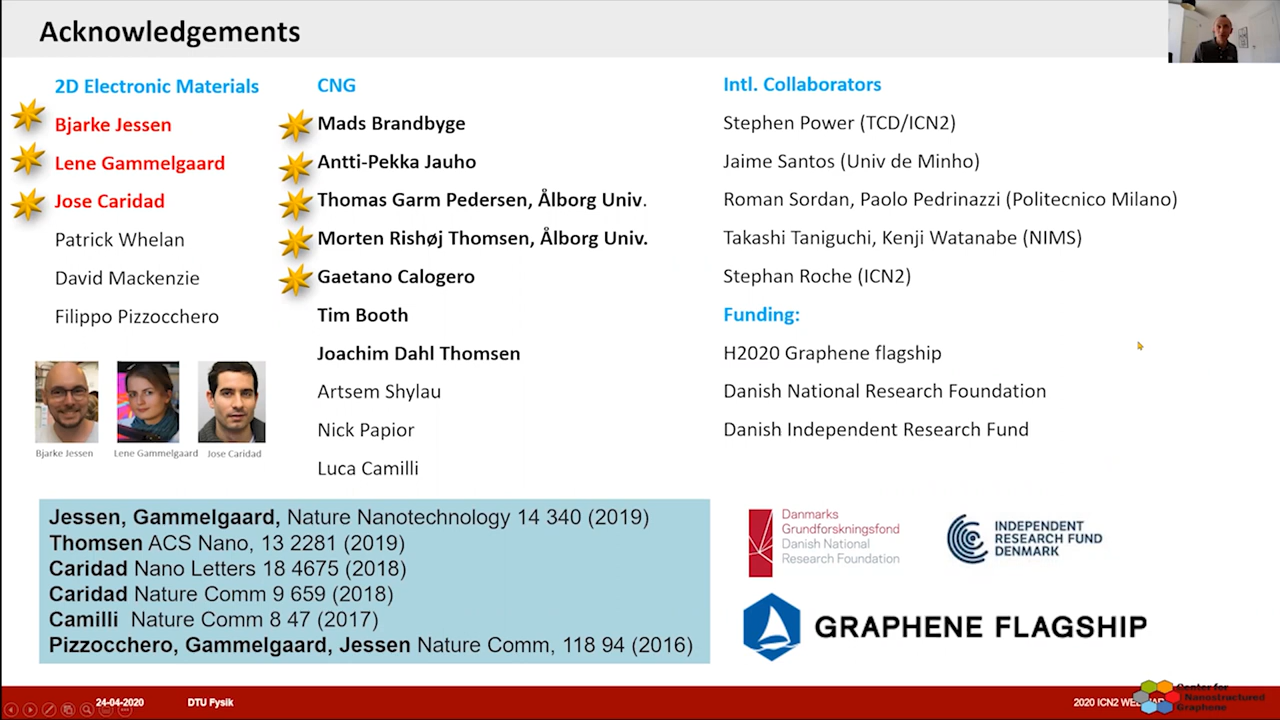 Acknowledgements
2D Electronic Materials
Bjarke Jessen
Lene Gammelgaard
Jose Caridad
Patrick Whelan
David Mackenzie
Filippo Pizzocchero
Bjarke Jessen
Lene Gammelgaard
Jose Caridad
CNG
Mads Brandbyge
Antti-Pekka Jauho
Thomas Garm Pedersen, Ålborg Univ.
Morten Rishøj Thomsen, Ålborg Univ.
Gaetano Calogero
Tim Booth
Joachim Dahl Thomsen
Artsem Shylau
Nick Papior
Luca Camilli
Intl. Collaborators
Stephen Power (TCD/ICN2)
Jaime Santos (Univ de Minho)
Roman Sordan, Paolo Pedrinazzi (Politecnico Milano)
Takashi Taniguchi, Kenji Watanabe (NIMS)
Stephan Roche (ICN2)
Funding:
H2020 Graphene flagship
Danish National Research Foundation
Danish Independent Research Fund
Jessen, Gammelgaard, Nature Nanotechnology 14 340 (2019)
Thomsen ACS Nano, 13 2281 (2019)
Caridad Nano Letters 18 4675 (2018)
Caridad Nature Comm 9 659 (2018)
Camilli Nature Comm 8 47 (2017)
Pizzocchero, Gammelgaard, Jessen Nature Comm, 118 94 (2016)
Danmarks
Grundforskningsfond
Danish National
Research Foundation
INDEPENDENT
RESEARCH FUND
DENMARK
GRAPHENE FLAGSHIP
24-04-2020
DTU Fysik
2020 ICN2
Center for
Nanostructured
Graphene